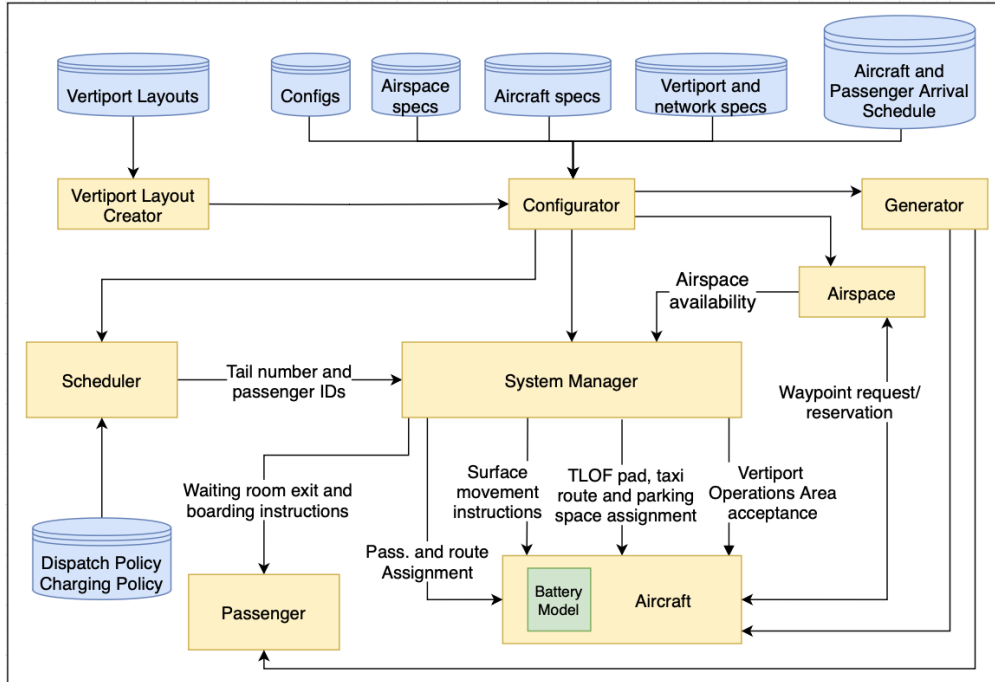 Vertiport Layouts
Configs
Airspace
specs
Aircraft specs
Vertiport and
network specs
Aircraft and
Passenger Arrival
Schedule
Vertiport Layout
Creator
Configurator
Generator
Airspace
availability
Airspace
Scheduler
Tail number and
passenger IDs
System Manager
Waypoint request/
reservation
Waiting room exit and
boarding instructions
Surface
movement
instructions
TLOF pad, taxi
route and parking
space assignment
Vertiport
Operations Area
acceptance
Pass. and route
Assignment
Dispatch Policy
Charging Policy
Passenger
Battery
Model
Aircraft